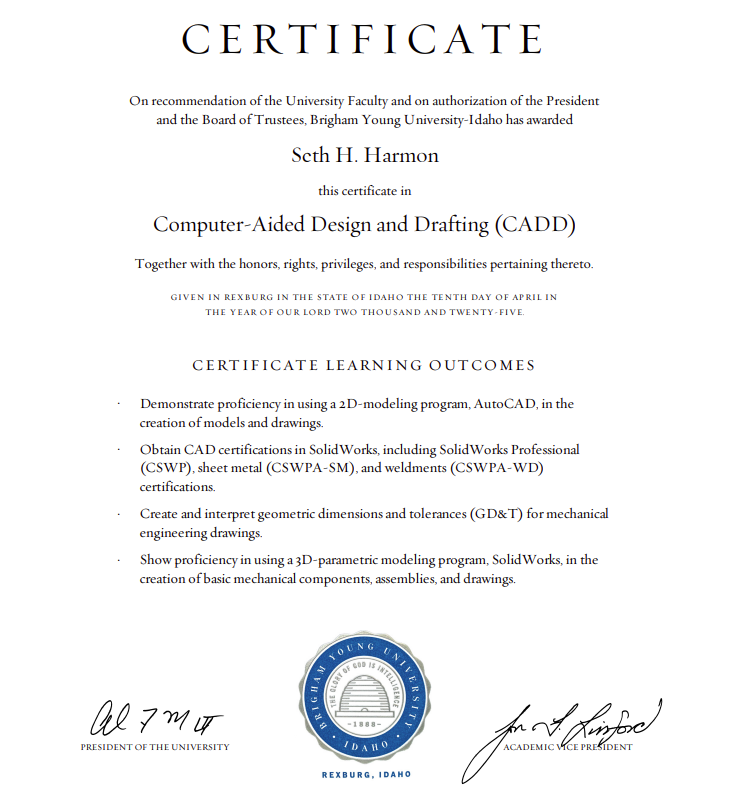 CERTIFICATE
On recommendation of the University Faculty and on authorization of the President
and the Board of Trustees, Brigham Young University-Idaho has awarded
Seth H. Harmon
this certificate in
Computer-Aided Design and Drafting (CADD)
Together with the honors, rights, privileges, and responsibilities pertaining thereto.
GIVEN IN REXBURG IN THE STATE OF IDAHO THE TENTH DAY OF APRIL IN
THE YEAR OF OUR LORD TWO THOUSAND AND TWENTY-FIVE.
CERTIFICATE LEARNING OUTCOMES
· Demonstrate proficiency in using a 2D-modeling program, AutoCAD, in the
creation of models and drawings.
· Obtain CAD certifications in SolidWorks, including SolidWorks Professional
(CSWP), sheet metal (CSWPA-SM), and weldments (CSWPA-WD)
certifications.
· Create and interpret geometric dimensions and tolerances (GD&T) for mechanical
engineering drawings.
· Show proficiency in using a 3D-parametric modeling program, SolidWorks, in the
creation of basic mechanical components, assemblies, and drawings.
BRIGHAM YOUNG UNIVERSITY
THE GLORY OF GOD IS INTELLIGENCE
-1888-
· IDAHO ·
REXBURG, IDAHO
PRESIDENT OF THE UNIVERSITY
ACADEMIC VICE PRESIDENT